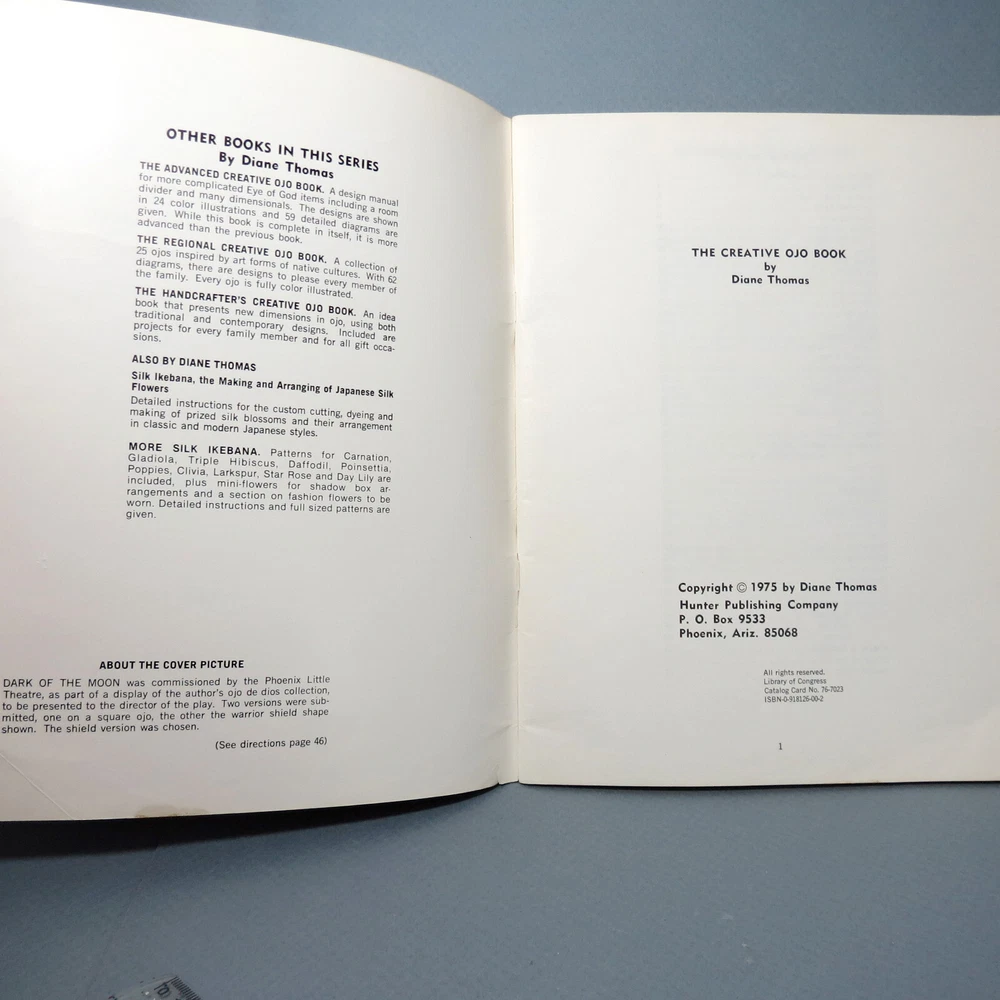 OTHER BOOKS IN THIS SERIES
By Diane Thomas
THE ADVANCED CREATIVE OJO BOOK. A design manual
for more complicated Eye of God items including a room
divider and many dimensionals. The designs are shown
in 24 color illustrations and 59 detailed diagrams are
given. While this book is complete in itself, it is more
advanced than the previous book.
THE REGIONAL CREATIVE OJO BOOK. A collection of
25 ojos inspired by art forms of native cultures. With 62
diagrams, there are designs to please every member of
the family. Every ojo is fully color illustrated.
THE HANDCRAFTER'S CREATIVE OJO BOOK. An idea
book that presents new dimensions in ojo, using both
traditional and contemporary designs. Included are
projects for every family member and for all gift occa-
sions.
ALSO BY DIANE THOMAS
Silk Ikebana, the Making and Arranging of Japanese Silk
Flowers
Detailed instructions for the custom cutting, dyeing and
making of prized silk blossoms and their arrangement
in classic and modern Japanese styles.
MORE SILK IKEBANA. Patterns for Carnation,
Gladiola, Triple Hibiscus, Daffodil, Poinsettia,
Poppies, Clivia, Larkspur, Star Rose and Day Lily are
included, plus mini-flowers for shadow box ar-
rangements and a section on fashion flowers to be
worn. Detailed instructions and full sized patterns are
given.
ABOUT THE COVER PICTURE
DARK OF THE MOON was commissioned by the Phoenix Little
Theatre, as part of a display of the author's ojo de dios collection,
to be presented to the director of the play. Two versions were sub-
mitted, one on a square ojo, the other the warrior shield shape
shown. The shield version was chosen.
(See directions page 46)
THE CREATIVE OJO BOOK
by
Diane Thomas
Copyright © 1975 by Diane Thomas
Hunter Publishing Company
P. O. Box 9533
Phoenix, Ariz. 85068
All rights reserved.
Library of Congress
Catalog Card No. 76-7023
ISBN-0-918126-00-2
1